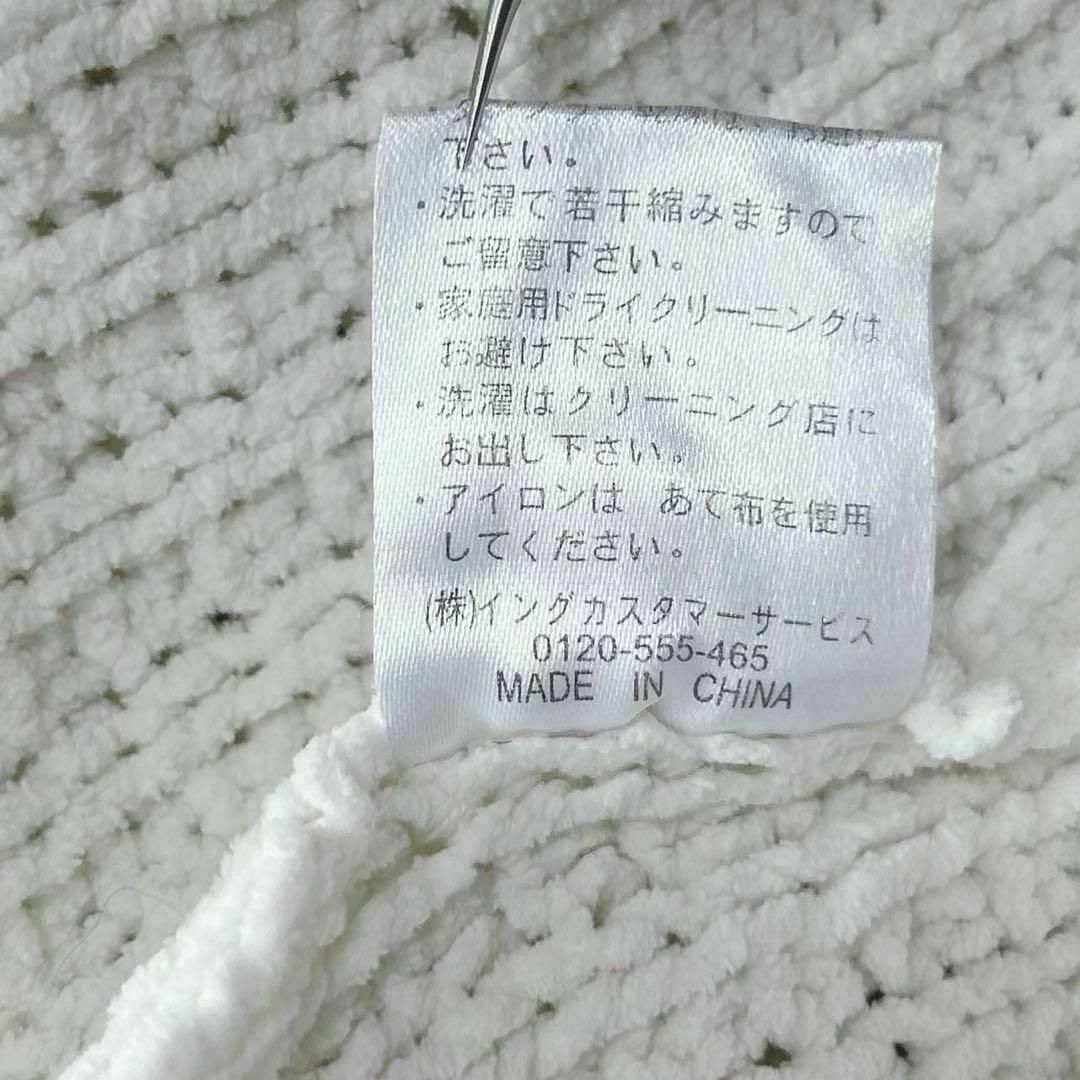 下さい。
・洗濯で若干縮みますので
ご留意下さい。
・家庭用ドライクリーニングは
お避け下さい。
・洗濯はクリーニング店に
お出し下さい。
・アイロンは　あて布を使用
してください。
(株)イングカスタマーサービス
0120-555-465
MADE IN CHINA